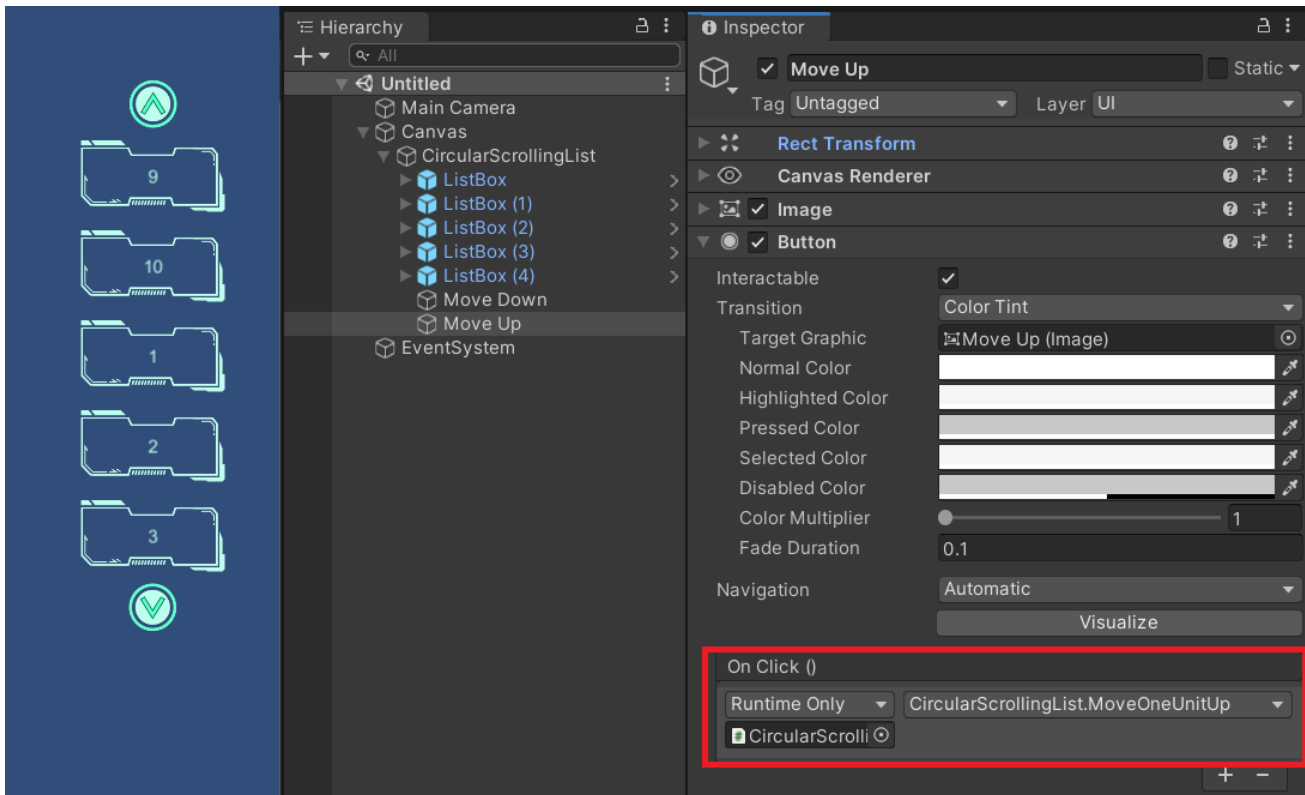 9
10
1
2
3
Hierarchy
All
Untitled
Main Camera
Canvas
CircularScrollingList
ListBox
ListBox (1)
ListBox (2)
ListBox (3)
ListBox (4)
Move Down
Move Up
EventSystem
Inspector
Move Up Static
Tag Untagged Layer UI
Rect Transform
Canvas Renderer
Image
Button
Interactable
Transition Color Tint
Target Graphic Move Up (Image)
Normal Color
Highlighted Color
Pressed Color
Selected Color
Disabled Color
Color Multiplier 1
Fade Duration 0.1
Navigation Automatic
Visualize
On Click ()
Runtime Only CircularScrollingList.MoveOneUnitUp
CircularScrolli